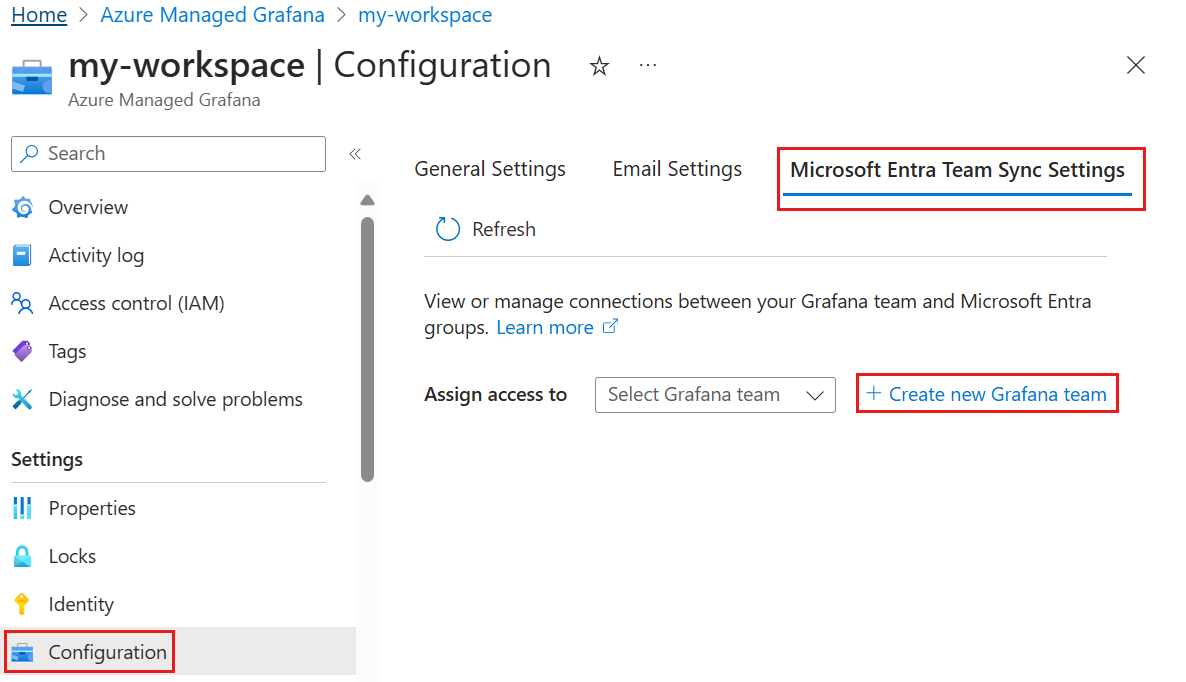 Home > Azure Managed Grafana > my-workspace
my-workspace | Configuration
Azure Managed Grafana
Search
Overview
Activity log
Access control (IAM)
Tags
Diagnose and solve problems
Settings
Properties
Locks
Identity
Configuration
General Settings
Email Settings
Microsoft Entra Team Sync Settings
Refresh
View or manage connections between your Grafana team and Microsoft Entra
groups. Learn more
Assign access to
Select Grafana team
+ Create new Grafana team